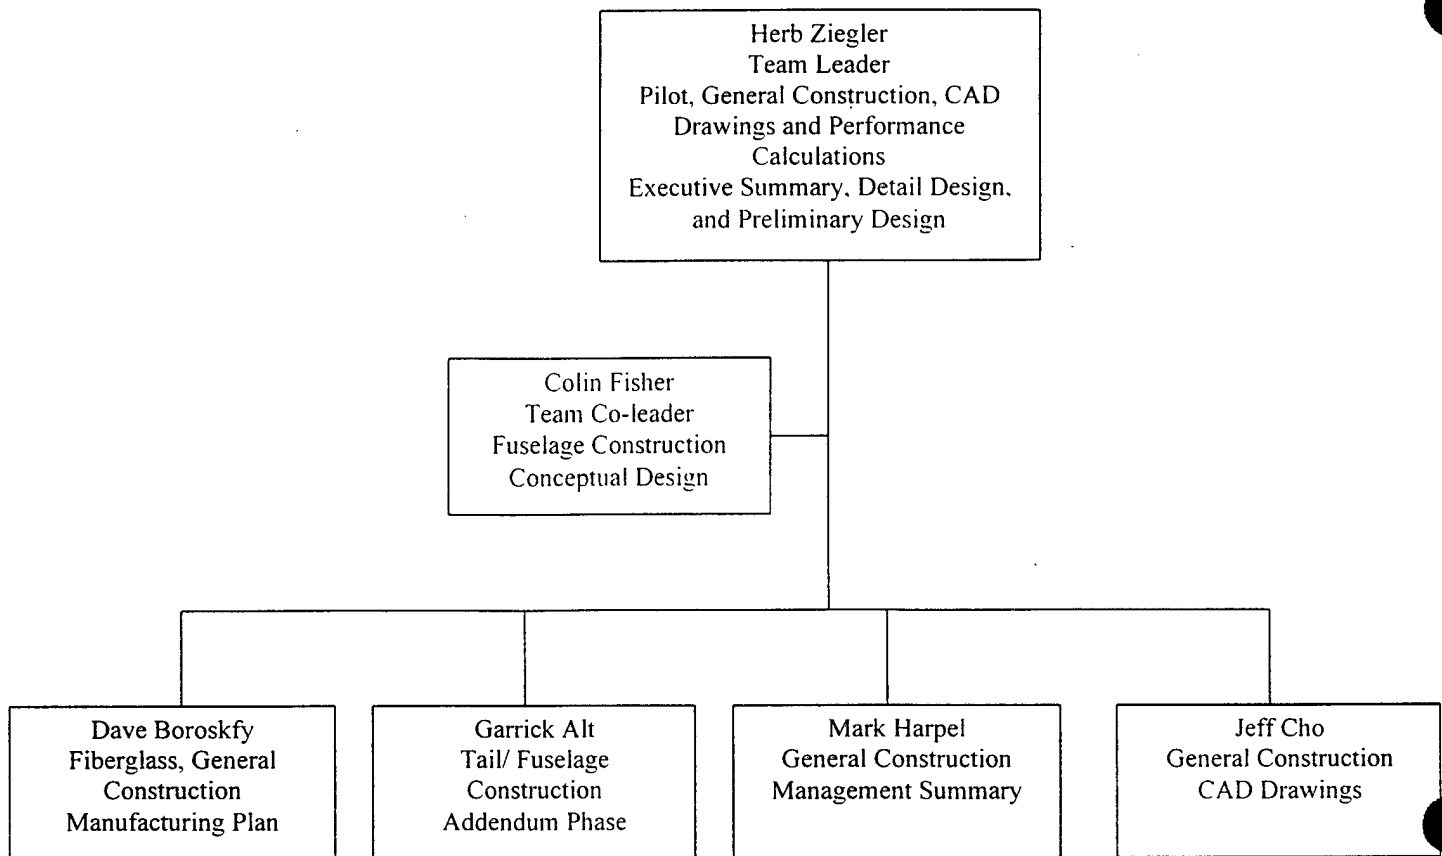 Herb Ziegler
Team Leader
Pilot, General Construction, CAD
Drawings and Performance
Calculations
Executive Summary, Detail Design,
and Preliminary Design
Colin Fisher
Team Co-leader
Fuselage Construction
Conceptual Design
Dave Boroskfy
Fiberglass, General
Construction
Manufacturing Plan
Garrick Alt
Tail/ Fuselage
Construction
Addendum Phase
Mark Harpel
General Construction
Management Summary
Jeff Cho
General Construction
CAD Drawings